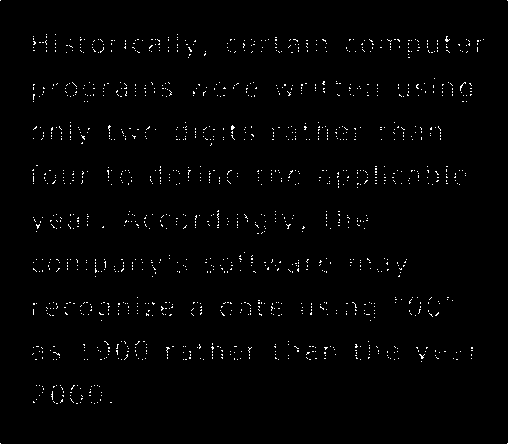 Historically, certain computer
programs were written using
only two digits rather than
four to define the applicable
year. Accordingly, the
company's software may
recognize a date using "00"
as 1900 rather than the year
2000.